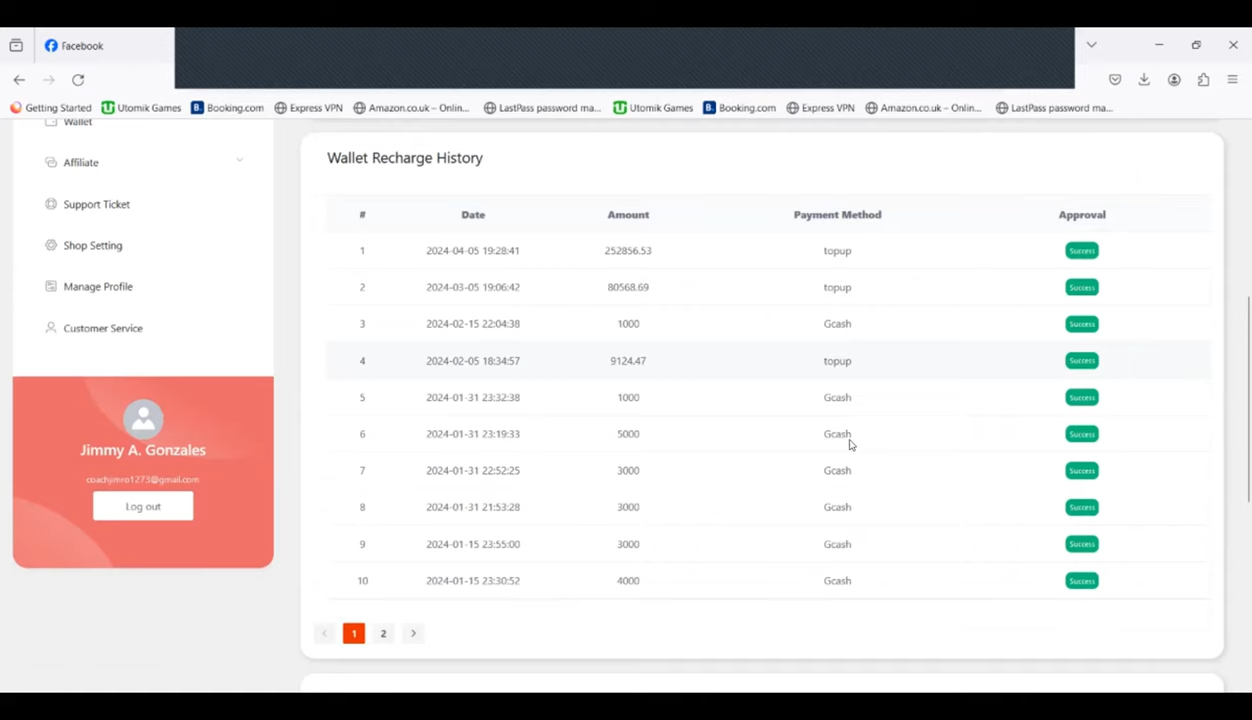 Facebook
Getting Started Utomik Games Booking.com Express VPN Amazon.co.uk – Onlin... LastPass password ma... Utomik Games Booking.com Express VPN Amazon.co.uk – Onlin... LastPass password ma...
Wallet
Affiliate
Support Ticket
Shop Setting
Manage Profile
Customer Service
Jimmy A. Gonzales
coachjmro1273@gmail.com
Log out
Wallet Recharge History
# Date Amount Payment Method Approval
1 2024-04-05 19:28:41 252856.53 topup Success
2 2024-03-05 19:06:42 80568.69 topup Success
3 2024-02-15 22:04:38 1000 Gcash Success
4 2024-02-05 18:34:57 9124.47 topup Success
5 2024-01-31 23:32:38 1000 Gcash Success
6 2024-01-31 23:19:33 5000 Gcash Success
7 2024-01-31 22:52:25 3000 Gcash Success
8 2024-01-31 21:53:28 3000 Gcash Success
9 2024-01-15 23:55:00 3000 Gcash Success
10 2024-01-15 23:30:52 4000 Gcash Success
1 2